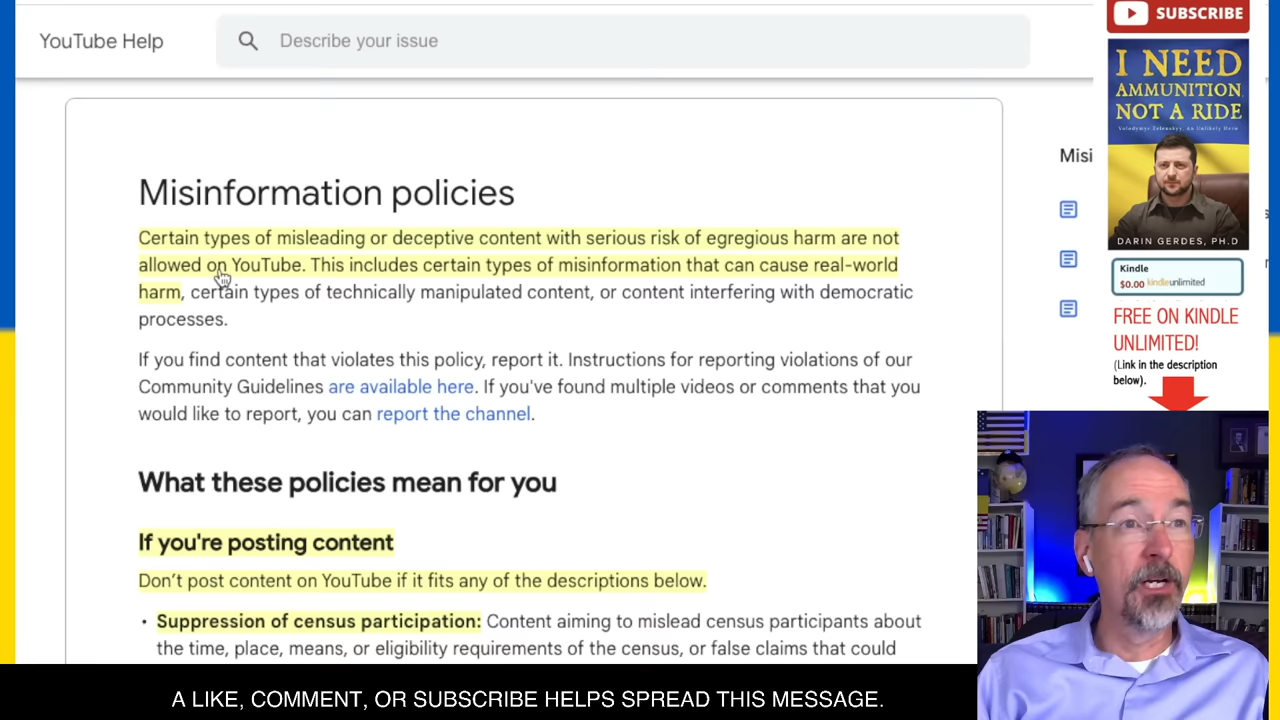 YouTube Help
Describe your issue
Misinformation policies
Certain types of misleading or deceptive content with serious risk of egregious harm are not
allowed on YouTube. This includes certain types of misinformation that can cause real-world
harm, certain types of technically manipulated content, or content interfering with democratic
processes.
If you find content that violates this policy, report it. Instructions for reporting violations of our
Community Guidelines are available here. If you've found multiple videos or comments that you
would like to report, you can report the channel.
What these policies mean for you
If you're posting content
Don't post content on YouTube if it fits any of the descriptions below.
• Suppression of census participation: Content aiming to mislead census participants about
the time, place, means, or eligibility requirements of the census, or false claims that could
Misi
SUBSCRIBE
I NEED
AMMUNITION
NOT A RIDE
Volodymyr Zelenskyy, An Unlikely Hero
DARIN GERDES, PH.D
Kindle
$0.00 kindleunlimited
FREE ON KINDLE
UNLIMITED!
(Link in the description
below).
A LIKE, COMMENT, OR SUBSCRIBE HELPS SPREAD THIS MESSAGE.